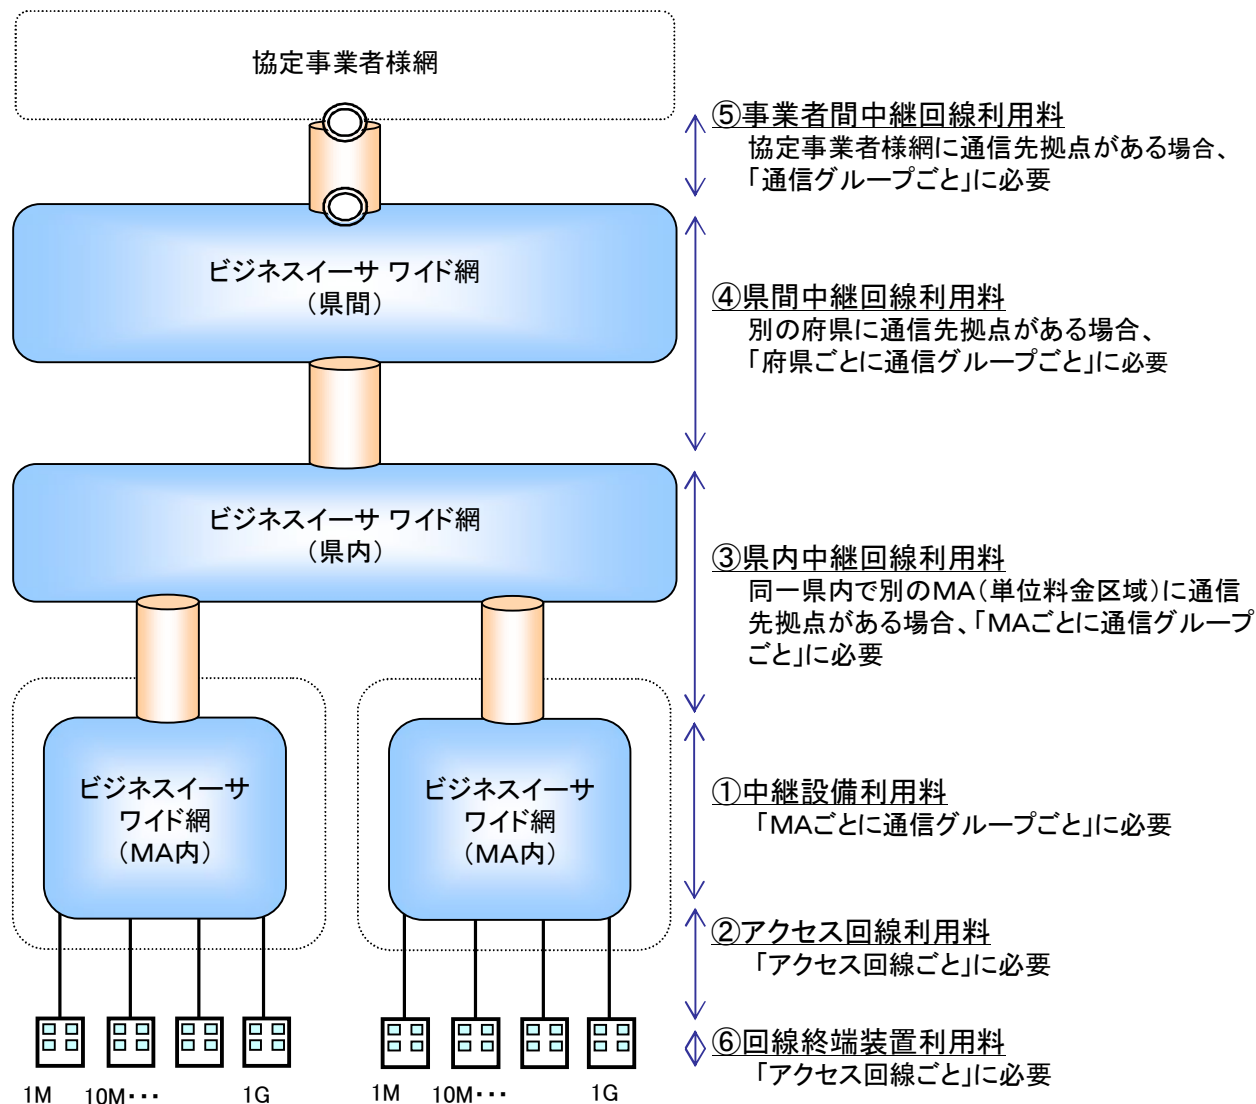 協定事業者様網
⑤事業者間中継回線利用料
協定事業者様網に通信先拠点がある場合、
「通信グループごと」に必要
ビジネスイーサ ワイド網
（県間）
④県間中継回線利用料
別の府県に通信先拠点がある場合、
「府県ごとに通信グループごと」に必要
ビジネスイーサ ワイド網
（県内）
③県内中継回線利用料
同一県内で別のMA（単位料金区域）に通信
先拠点がある場合、「MAごとに通信グループ
ごと」に必要
ビジネスイーサ
ワイド網
（MA内）
ビジネスイーサ
ワイド網
（MA内）
①中継設備利用料
「MAごとに通信グループごと」に必要
②アクセス回線利用料
「アクセス回線ごと」に必要
⑥回線終端装置利用料
「アクセス回線ごと」に必要
1M 10M・・・ 1G
1M 10M・・・ 1G